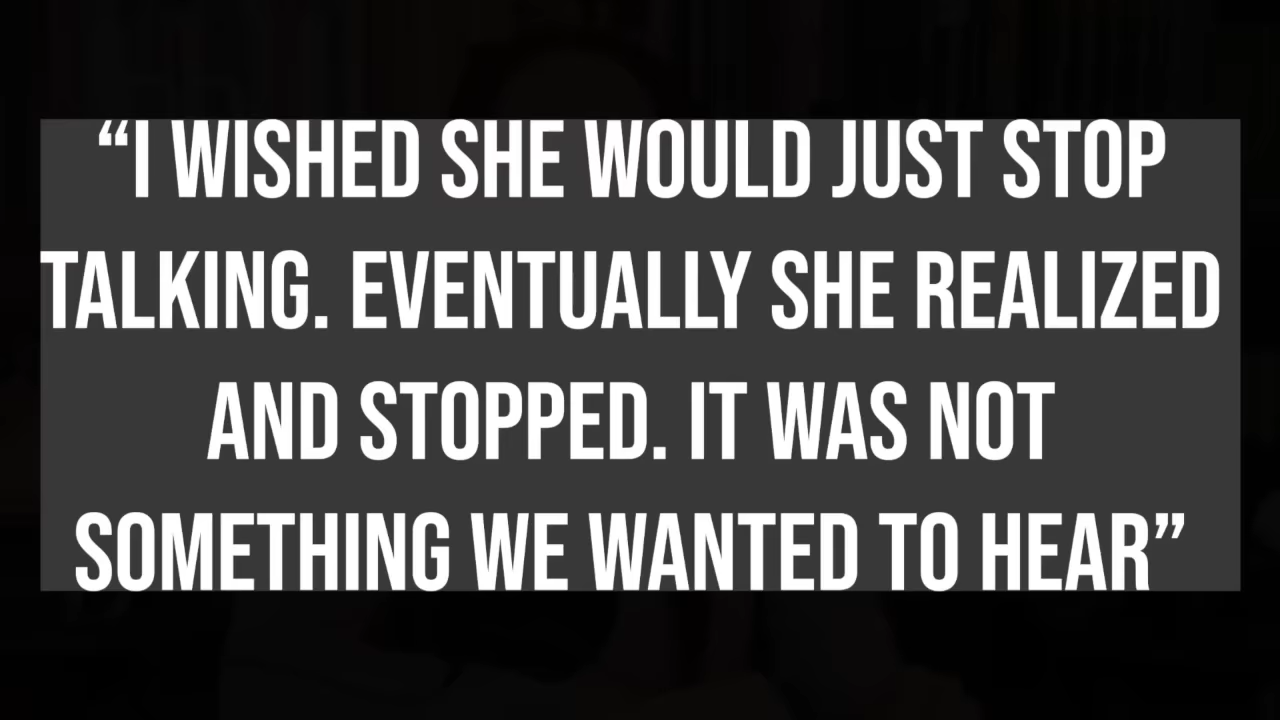 “I WISHED SHE WOULD JUST STOP
TALKING. EVENTUALLY SHE REALIZED
AND STOPPED. IT WAS NOT
SOMETHING WE WANTED TO HEAR”